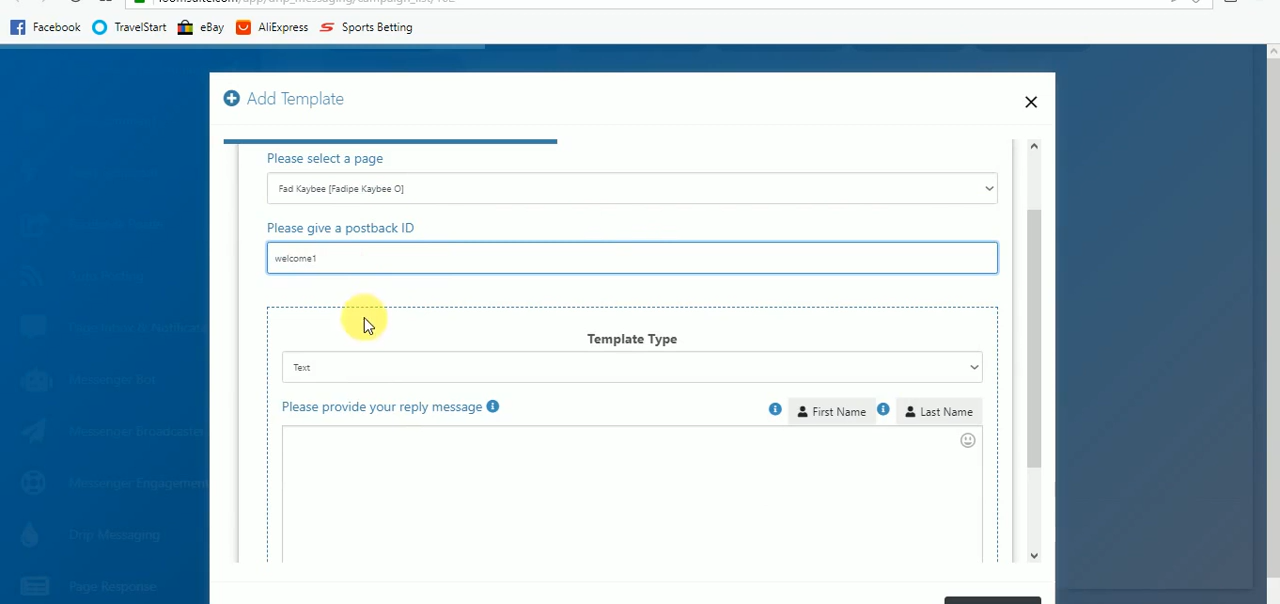 Facebook TravelStart eBay AliExpress Sports Betting
Add Template
Please select a page
Fad Kaybee [Fadipe Kaybee O]
Please give a postback ID
welcome1
Template Type
Text
Please provide your reply message First Name Last Name
Messenger Bot
Messenger Broadcaster
Messenger Engagement
Drip Messaging
Page Response